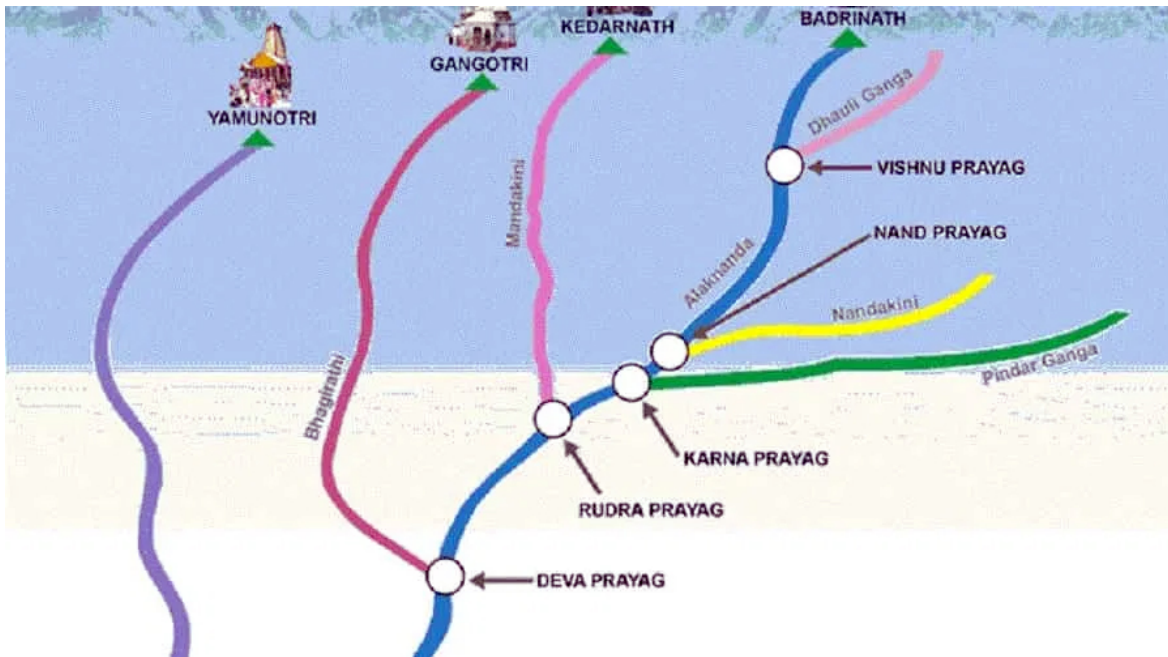 BADRINATH
KEDARNATH
GANGOTRI
YAMUNOTRI
Dhauli Ganga
VISHNU PRAYAG
Mandakini
NAND PRAYAG
Alaknanda
Nandakini
Pindar Ganga
Bhagirathi
KARNA PRAYAG
RUDRA PRAYAG
DEVA PRAYAG